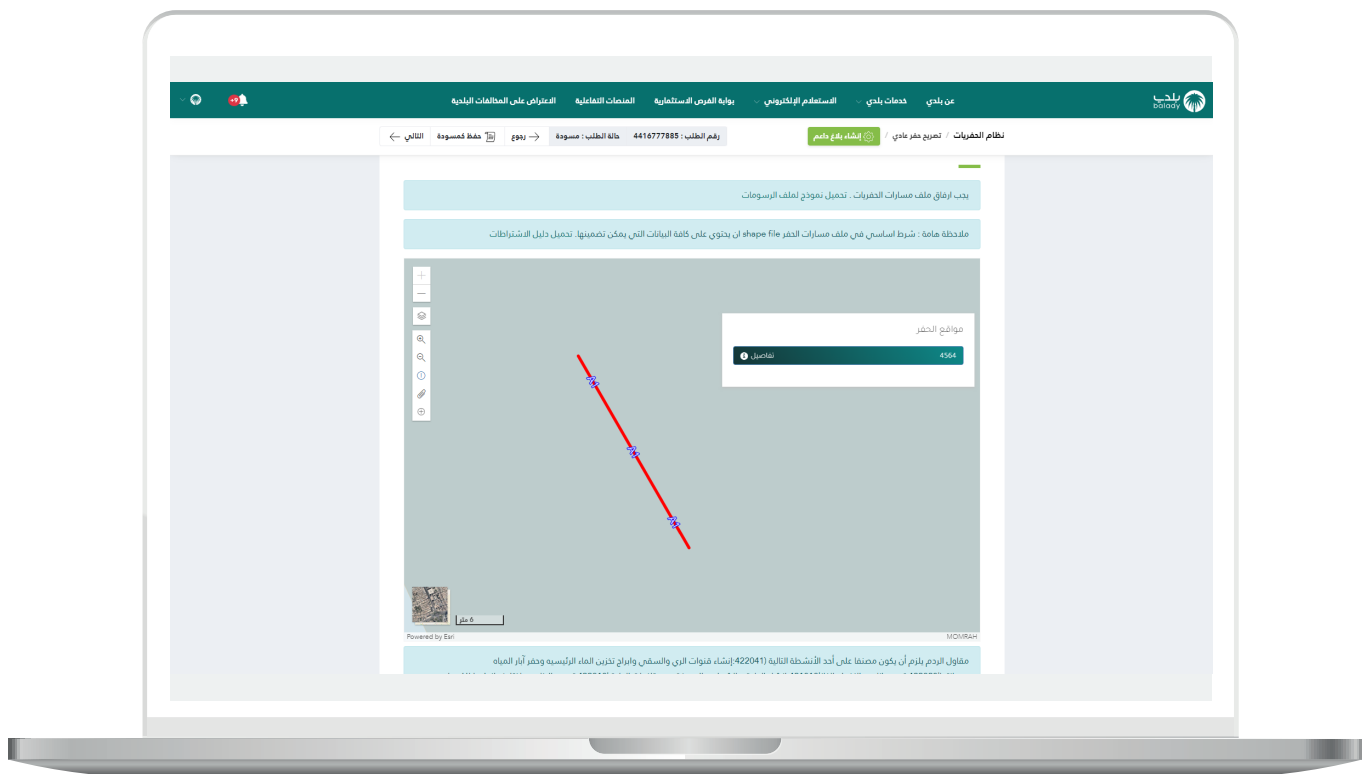 بلدي
balady
عن بلدي
خدمات بلدي
الاستعلام الإلكتروني
بوابة الفرص الاستثمارية
المنصات التفاعلية
الاعتراض على المخالفات البلدية
+9
نظام الحفريات / تصريح حفر عادي /
إنشاء بلاغ داعم
رقم الطلب : 4416777885
حالة الطلب : مسودة
رجوع
حفظ كمسودة
التالي
يجب ارفاق ملف مسارات الحفريات . تحميل نموذج لملف الرسومات
ملاحظة هامة : شرط اساسي في ملف مسارات الحفر shape file ان يحتوي على كافة البيانات التي يمكن تضمينها. تحميل دليل الاشتراطات
مواقع الحفر
4564
تفاصيل
6 متر
Powered by Esri
MOMRAH
مقاول الردم يلزم أن يكون مصنفا على أحد الأنشطة التالية (422041:إنشاء قنوات الري والسقي وابراج تخزين الماء الرئيسيه وحفر آبار المياه